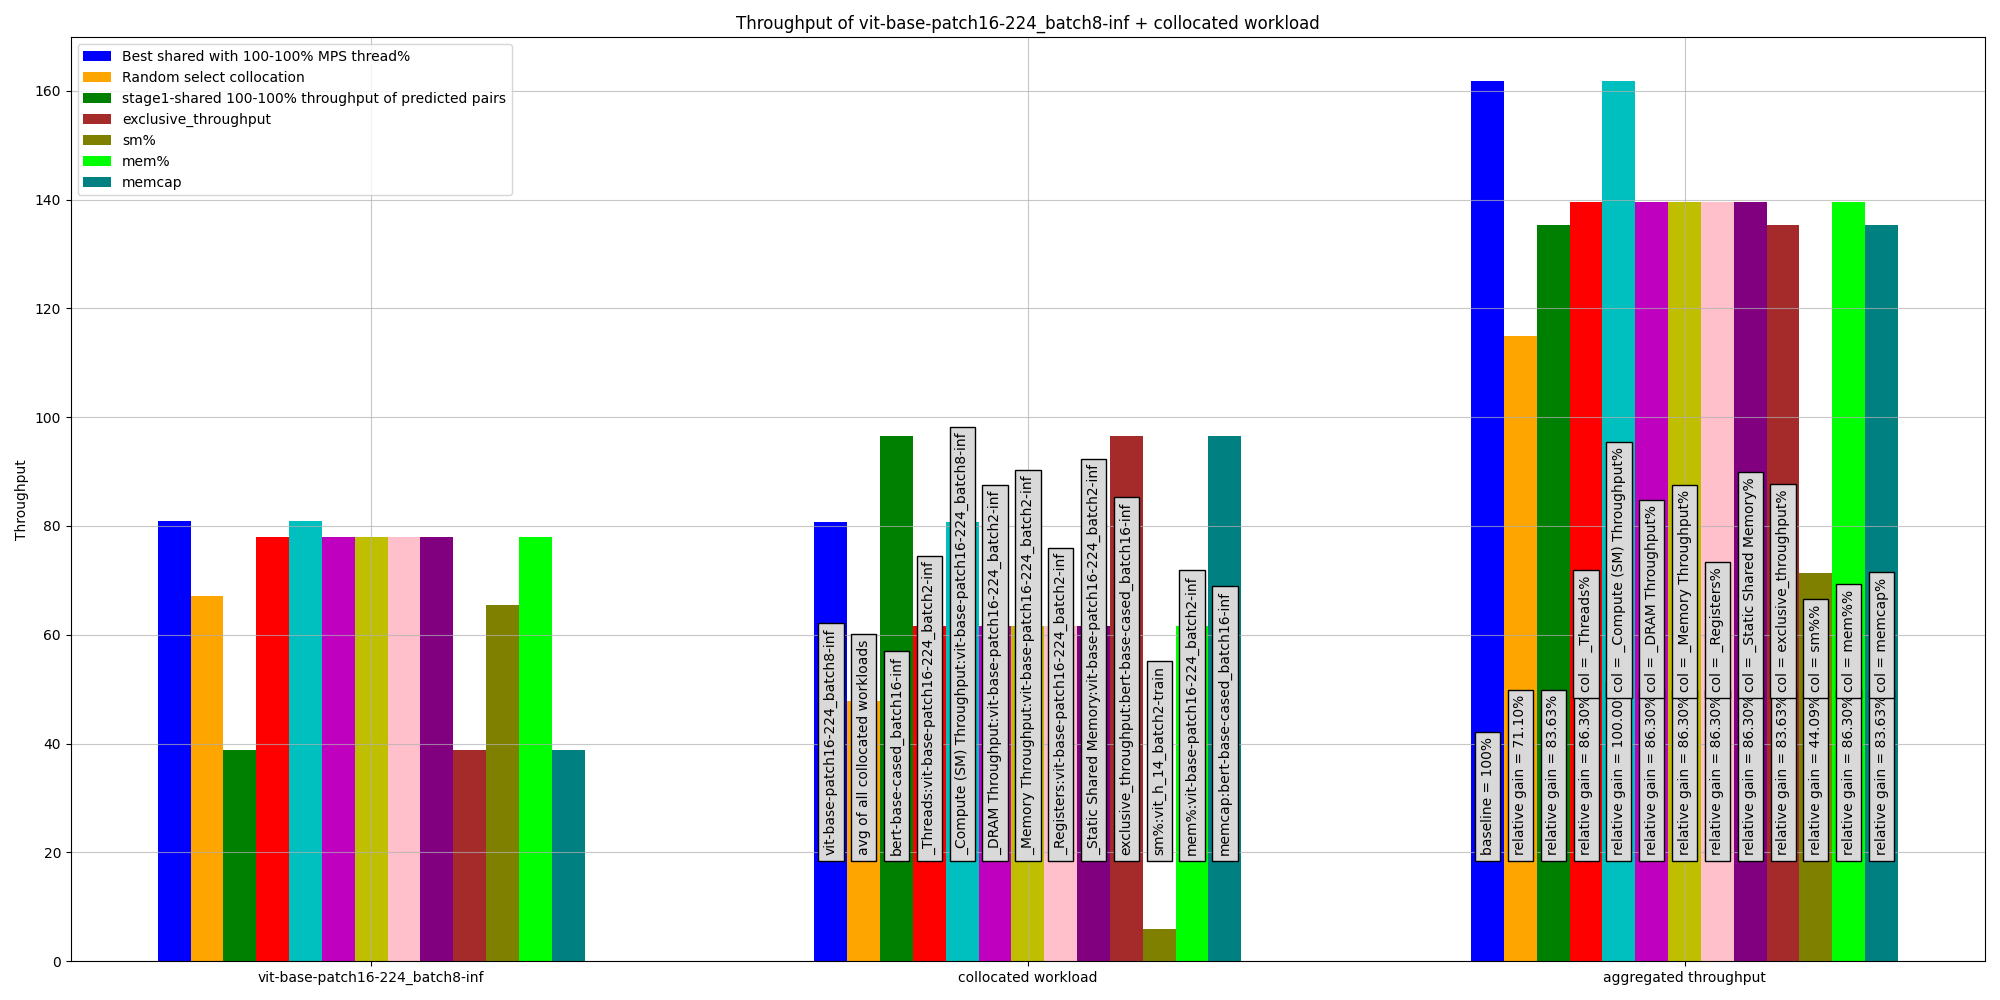 Throughput of vit-base-patch16-224_batch8-inf + collocated workload
Best shared with 100-100% MPS thread%
Random select collocation
stage1-shared 100-100% throughput of predicted pairs
exclusive_throughput
sm%
mem%
memcap
Throughput
160
140
120
100
80
60
40
20
0
vit-base-patch16-224_batch8-inf
avg of all collocated workloads
bert-base-cased_batch16-inf
_Threads:vit-base-patch16-224_batch2-inf
_Compute (SM) Throughput:vit-base-patch16-224_batch8-inf
_DRAM Throughput:vit-base-patch16-224_batch2-inf
_Memory Throughput:vit-base-patch16-224_batch2-inf
_Registers:vit-base-patch16-224_batch2-inf
_Static Shared Memory:vit-base-patch16-224_batch2-inf
exclusive_throughput:bert-base-cased_batch16-inf
sm%:vit_h_14_batch2-train
mem%:vit-base-patch16-224_batch2-inf
memcap:bert-base-cased_batch16-inf
baseline = 100%
relative gain = 71.10%
relative gain = 83.63%
relative gain = 86.30%
col = _Threads%
relative gain = 100.00
col = _Compute (SM) Throughput%
relative gain = 86.30%
col = _DRAM Throughput%
relative gain = 86.30%
col = _Memory Throughput%
relative gain = 86.30%
col = _Registers%
relative gain = 86.30%
col = _Static Shared Memory%
relative gain = 83.63%
col = exclusive_throughput%
relative gain = 44.09%
col = sm%%
relative gain = 86.30%
col = mem%%
relative gain = 83.63%
col = memcap%
vit-base-patch16-224_batch8-inf
collocated workload
aggregated throughput